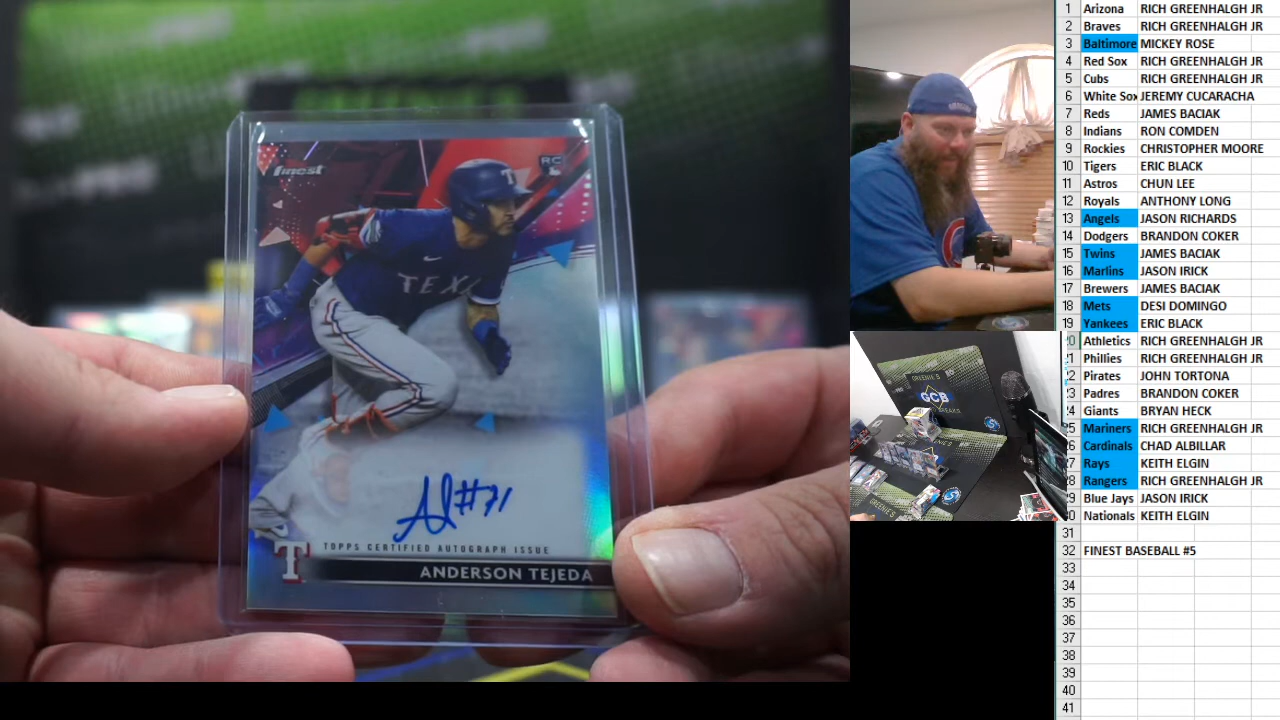 finest
RC
T
TEXA
Ad #71
TOPPS CERTIFIED AUTOGRAPH ISSUE
T
ANDERSON TEJEDA
GREENIE'S
GCB
1 Arizona RICH GREENHALGH JR
2 Braves RICH GREENHALGH JR
3 Baltimore MICKEY ROSE
4 Red Sox RICH GREENHALGH JR
5 Cubs RICH GREENHALGH JR
6 White Sox JEREMY CUCARACHA
7 Reds JAMES BACIAK
8 Indians RON COMDEN
9 Rockies CHRISTOPHER MOORE
10 Tigers ERIC BLACK
11 Astros CHUN LEE
12 Royals ANTHONY LONG
13 Angels JASON RICHARDS
14 Dodgers BRANDON COKER
15 Twins JAMES BACIAK
16 Marlins JASON IRICK
17 Brewers JAMES BACIAK
18 Mets DESI DOMINGO
19 Yankees ERIC BLACK
20 Athletics RICH GREENHALGH JR
21 Phillies RICH GREENHALGH JR
22 Pirates JOHN TORTONA
23 Padres BRANDON COKER
24 Giants BRYAN HECK
25 Mariners RICH GREENHALGH JR
26 Cardinals CHAD ALBILLAR
27 Rays KEITH ELGIN
28 Rangers RICH GREENHALGH JR
29 Blue Jays JASON IRICK
30 Nationals KEITH ELGIN
31
32 FINEST BASEBALL #5
33
34
35
36
37
38
39
40
41